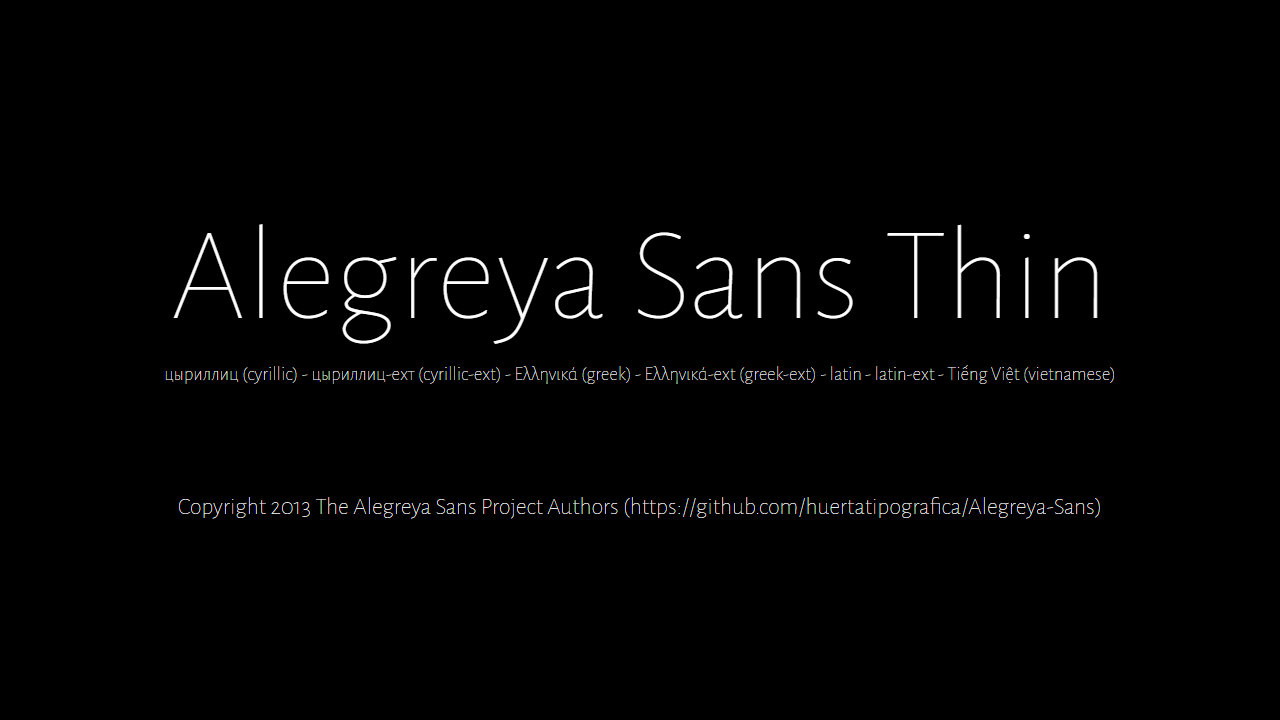 Alegreya Sans Thin
цыриллиц (cyrillic) - цыриллиц-ехт (cyrillic-ext) - Ελληνικά (greek) - Ελληνικά-ext (greek-ext) - latin - latin-ext - Tiếng Việt (vietnamese)
Copyright 2013 The Alegreya Sans Project Authors (https://github.com/huertatipografica/Alegreya-Sans)